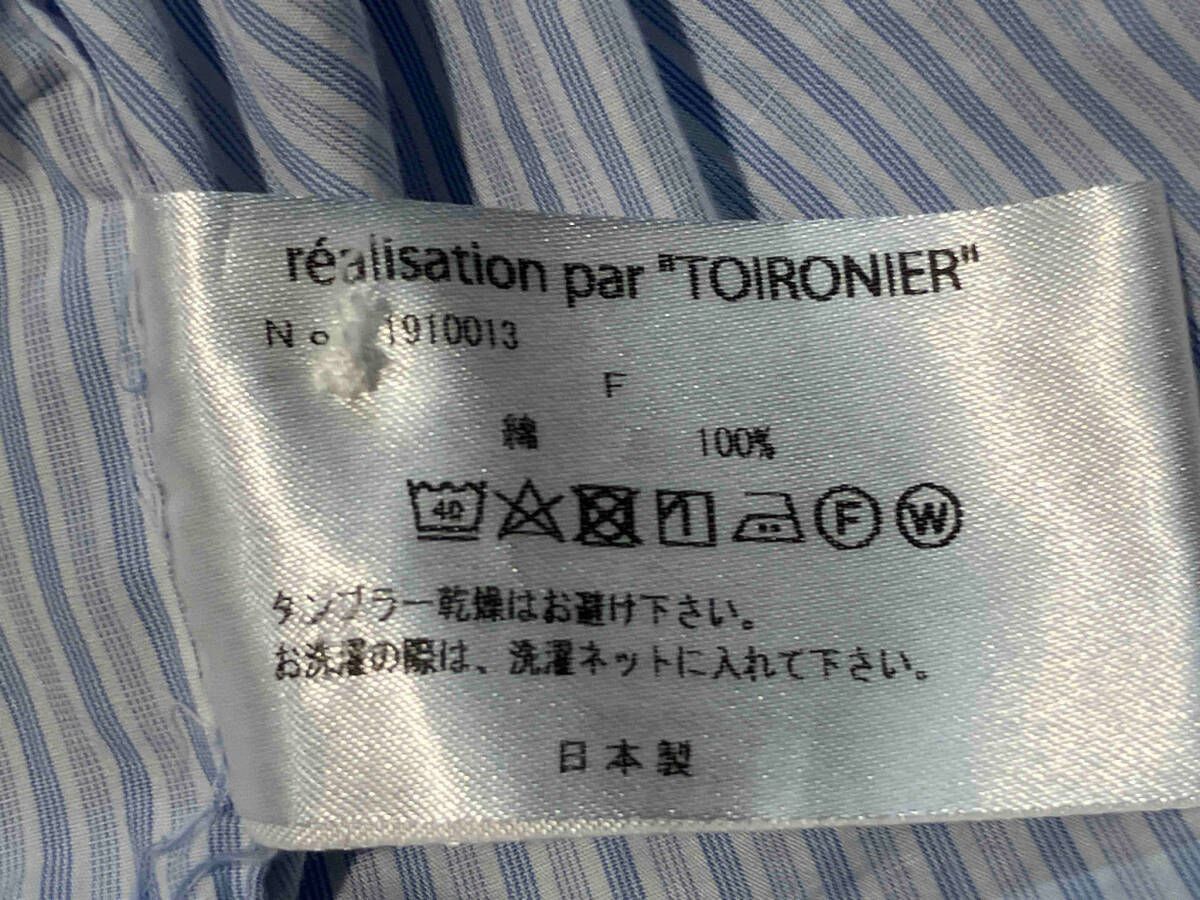 réalisation par "TOIRONIER"
No 1910013
F
綿 100%
40 F W
タンブラー乾燥はお避け下さい。
お洗濯の際は、洗濯ネットに入れて下さい。
日本製